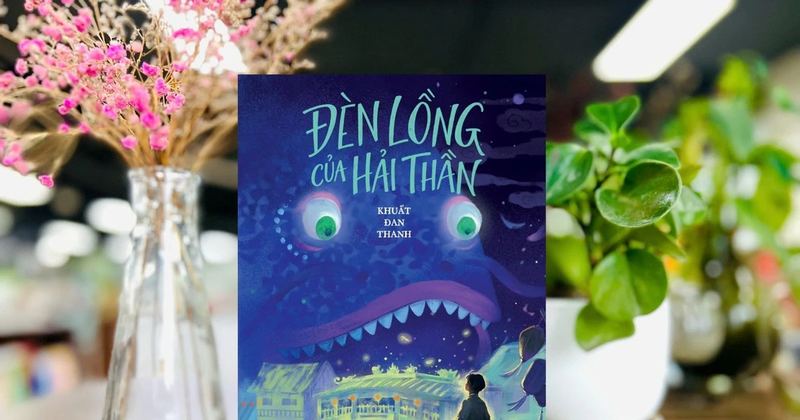 ĐÈN LỒNG
CỦA HẢI THẦN
KHUẤT
ĐAN
THANH